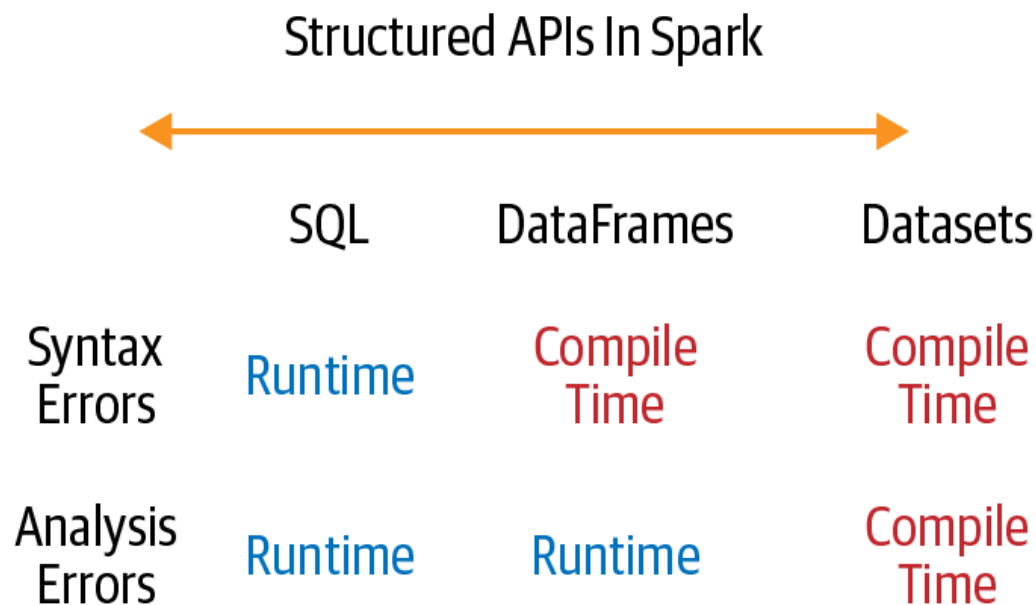 Structured APIs In Spark
SQL DataFrames Datasets
Syntax Errors Runtime Compile Time Compile Time
Analysis Errors Runtime Runtime Compile Time